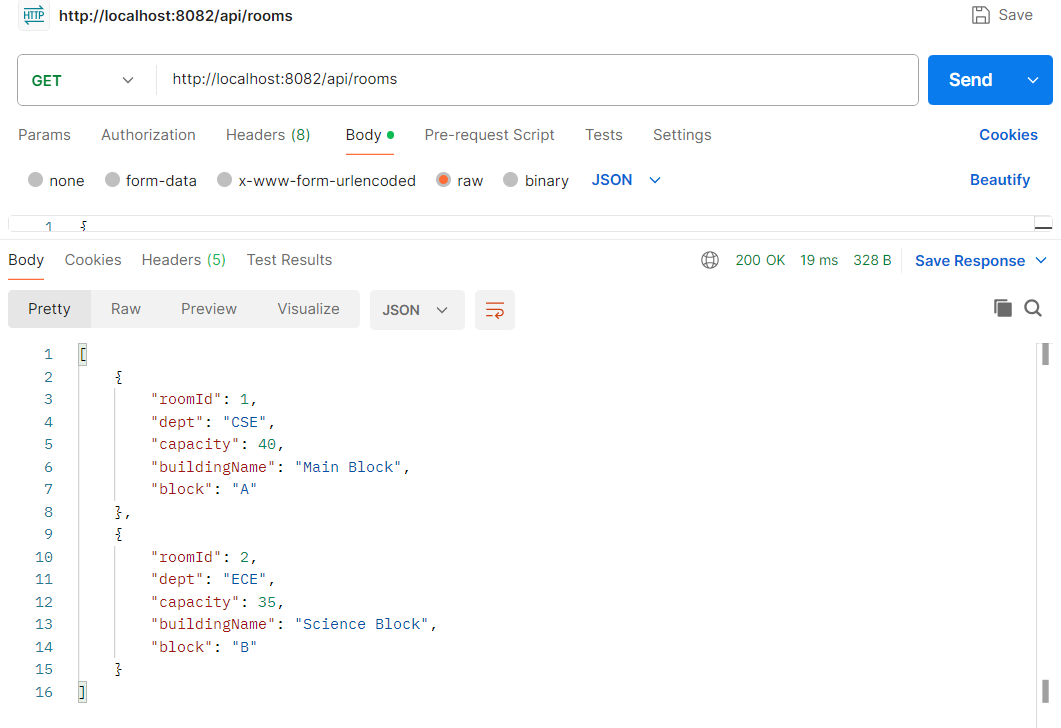 HTTP http://localhost:8082/api/rooms Save
GET http://localhost:8082/api/rooms Send
Params Authorization Headers (8) Body Pre-request Script Tests Settings Cookies
none form-data x-www-form-urlencoded raw binary JSON Beautify
1 {
Body Cookies Headers (5) Test Results 200 OK 19 ms 328 B Save Response
Pretty Raw Preview Visualize JSON
1 [
2 {
3 "roomId": 1,
4 "dept": "CSE",
5 "capacity": 40,
6 "buildingName": "Main Block",
7 "block": "A"
8 },
9 {
10 "roomId": 2,
11 "dept": "ECE",
12 "capacity": 35,
13 "buildingName": "Science Block",
14 "block": "B"
15 }
16 ]